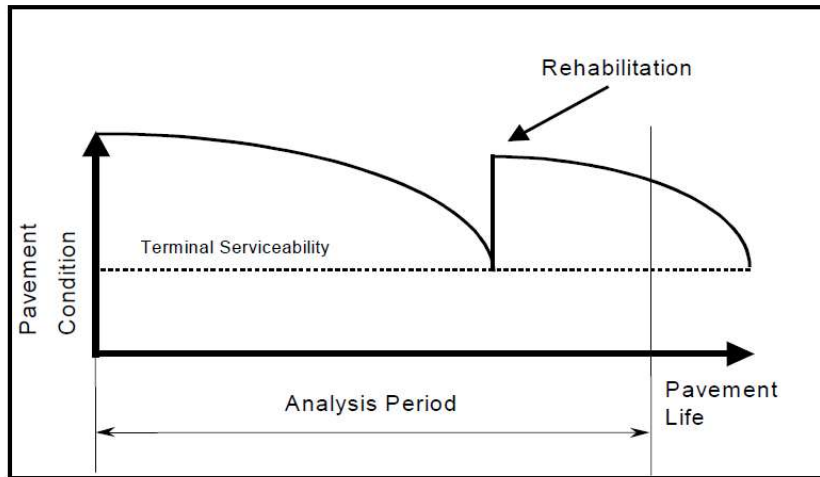 Rehabilitation
Terminal Serviceability
Pavement
Condition
Analysis Period
Pavement
Life